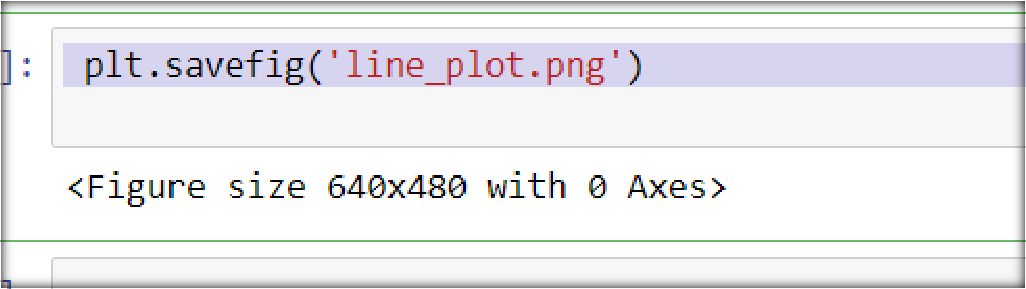 ]: plt.savefig('line_plot.png')
<Figure size 640x480 with 0 Axes>
]